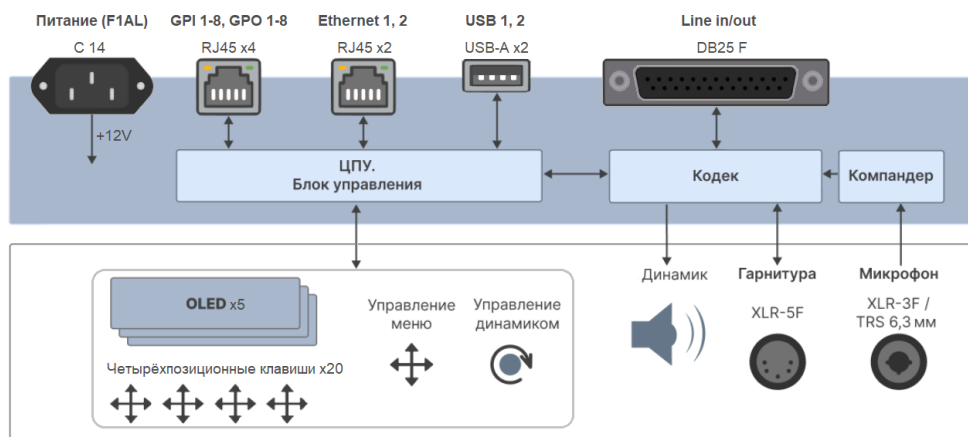 Питание (F1AL)
C 14
GPI 1-8, GPO 1-8
RJ45 x4
Ethernet 1, 2
RJ45 x2
USB 1, 2
USB-A x2
Line in/out
DB25 F
+12V
ЦПУ.
Блок управления
Кодек
Компандер
OLED x5
Четырёхпозиционные клавиши x20
Управление
меню
Управление
динамиком
Динамик
Гарнитура
XLR-5F
Микрофон
XLR-3F /
TRS 6,3 мм